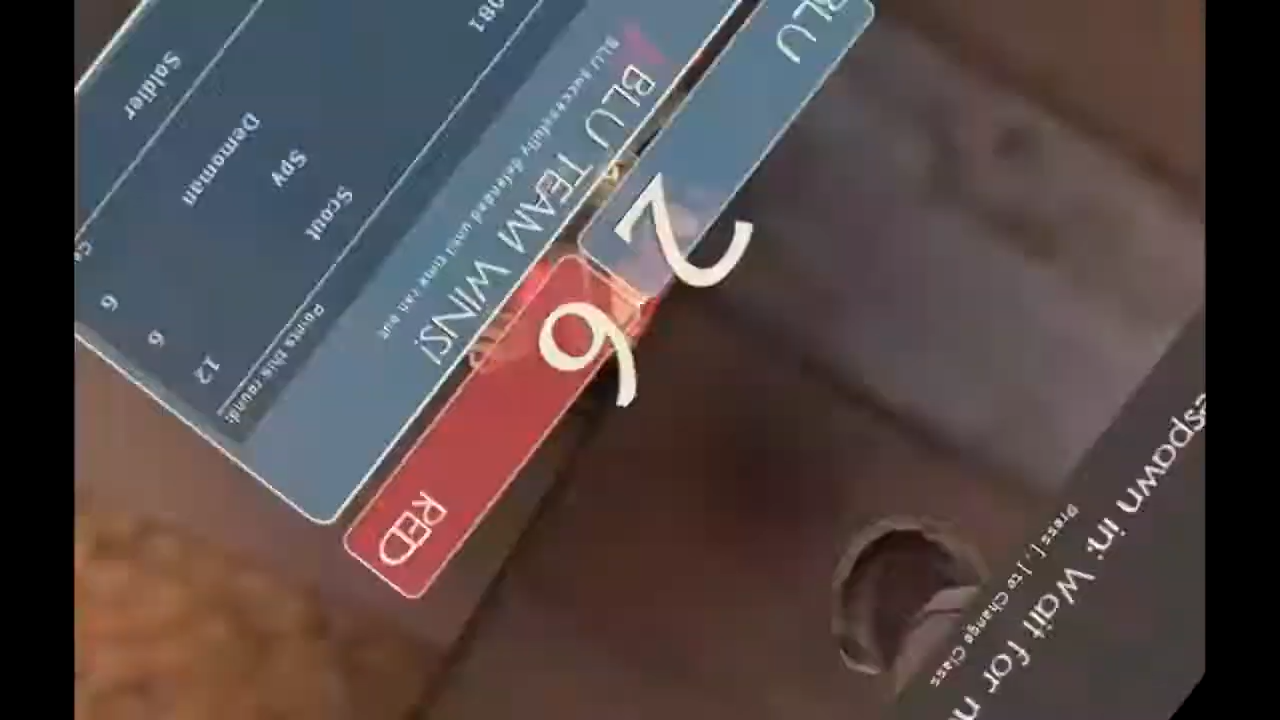 espawn in: Wait for n
Press [,] to Change Class
BLU 2 6 RED
BLU TEAM WINS!
BLU successfully defended until time ran out
Points this round:
Scout 12
Spy 6
Demoman 6
Soldier